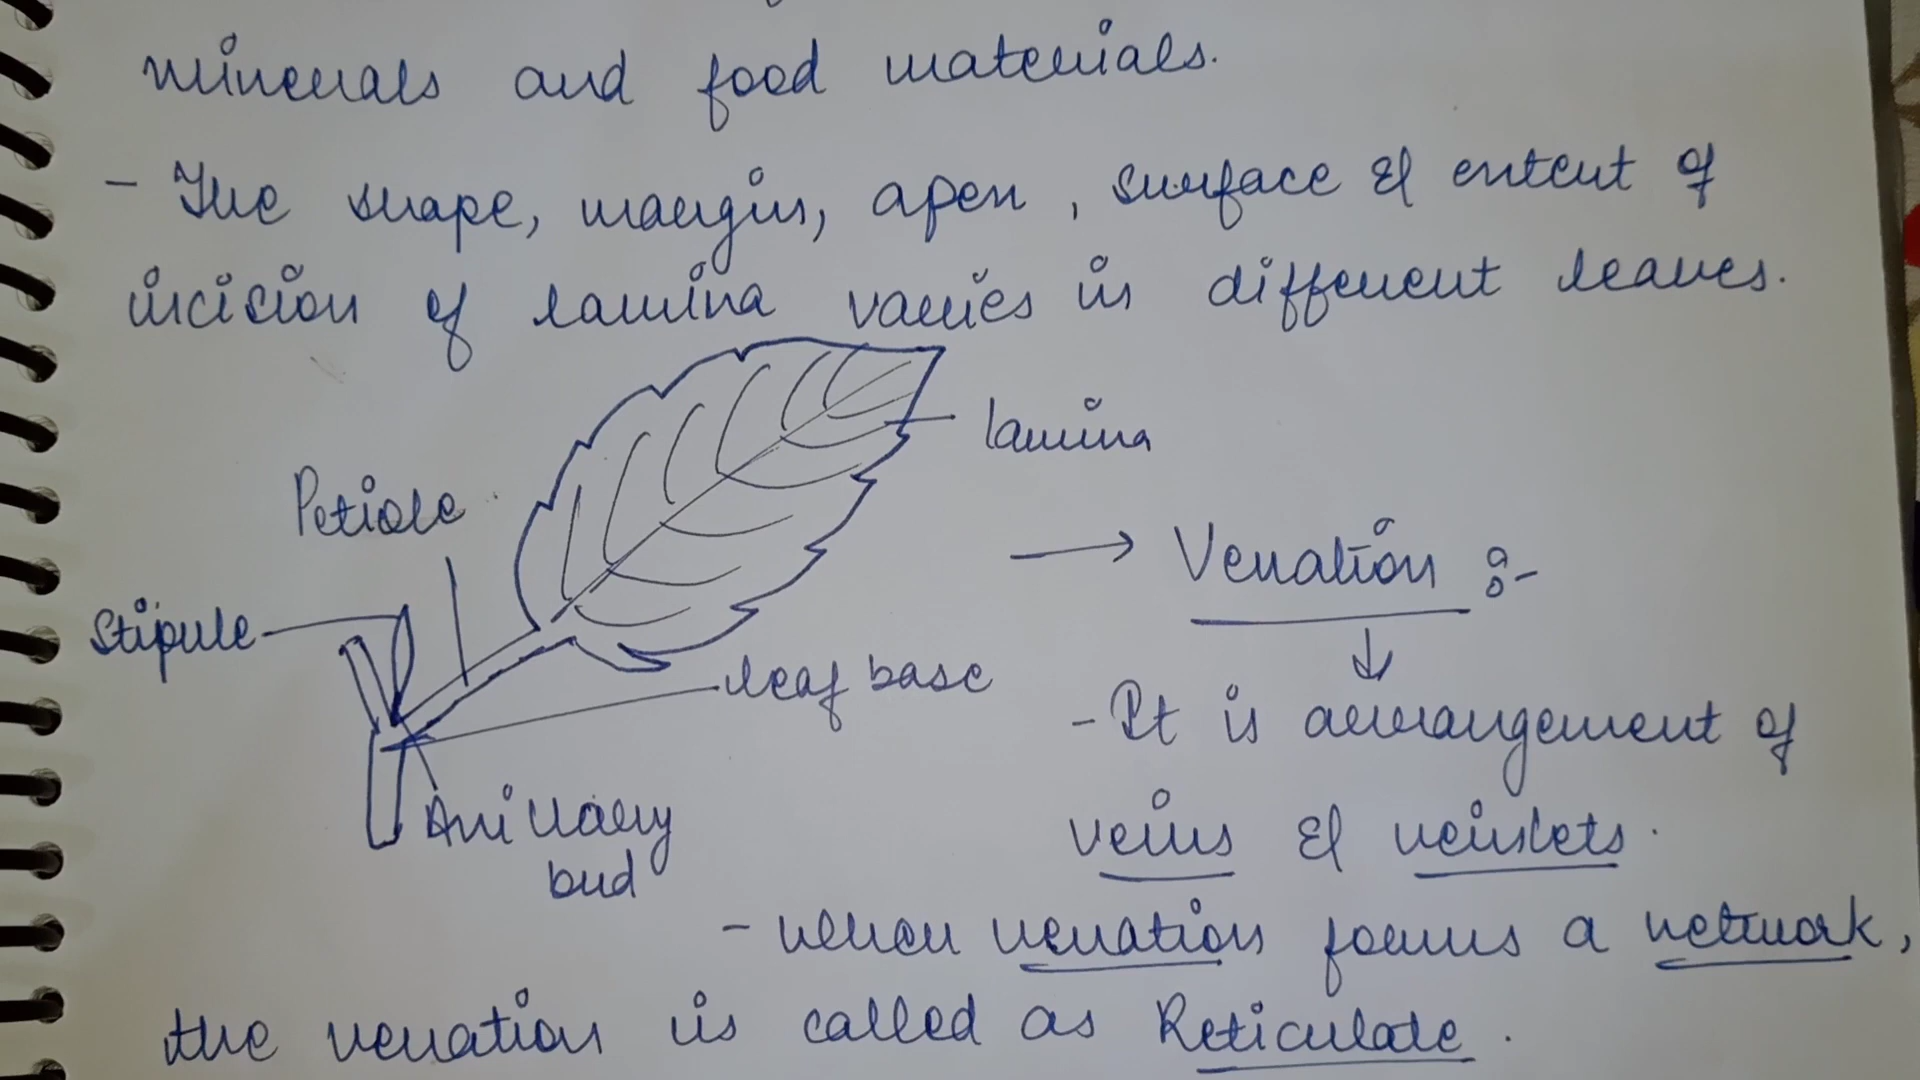 minerals and food materials.
- The shape, margin, apex, surface & extent of
incision of lamina varies in different leaves.
lamina
Petiole
→ Venation :-
Stipule
leaf base
- It is arrangement of
Axillary
bud
veins & veinlets.
- when venation forms a network,
the venation is called as Reticulate.